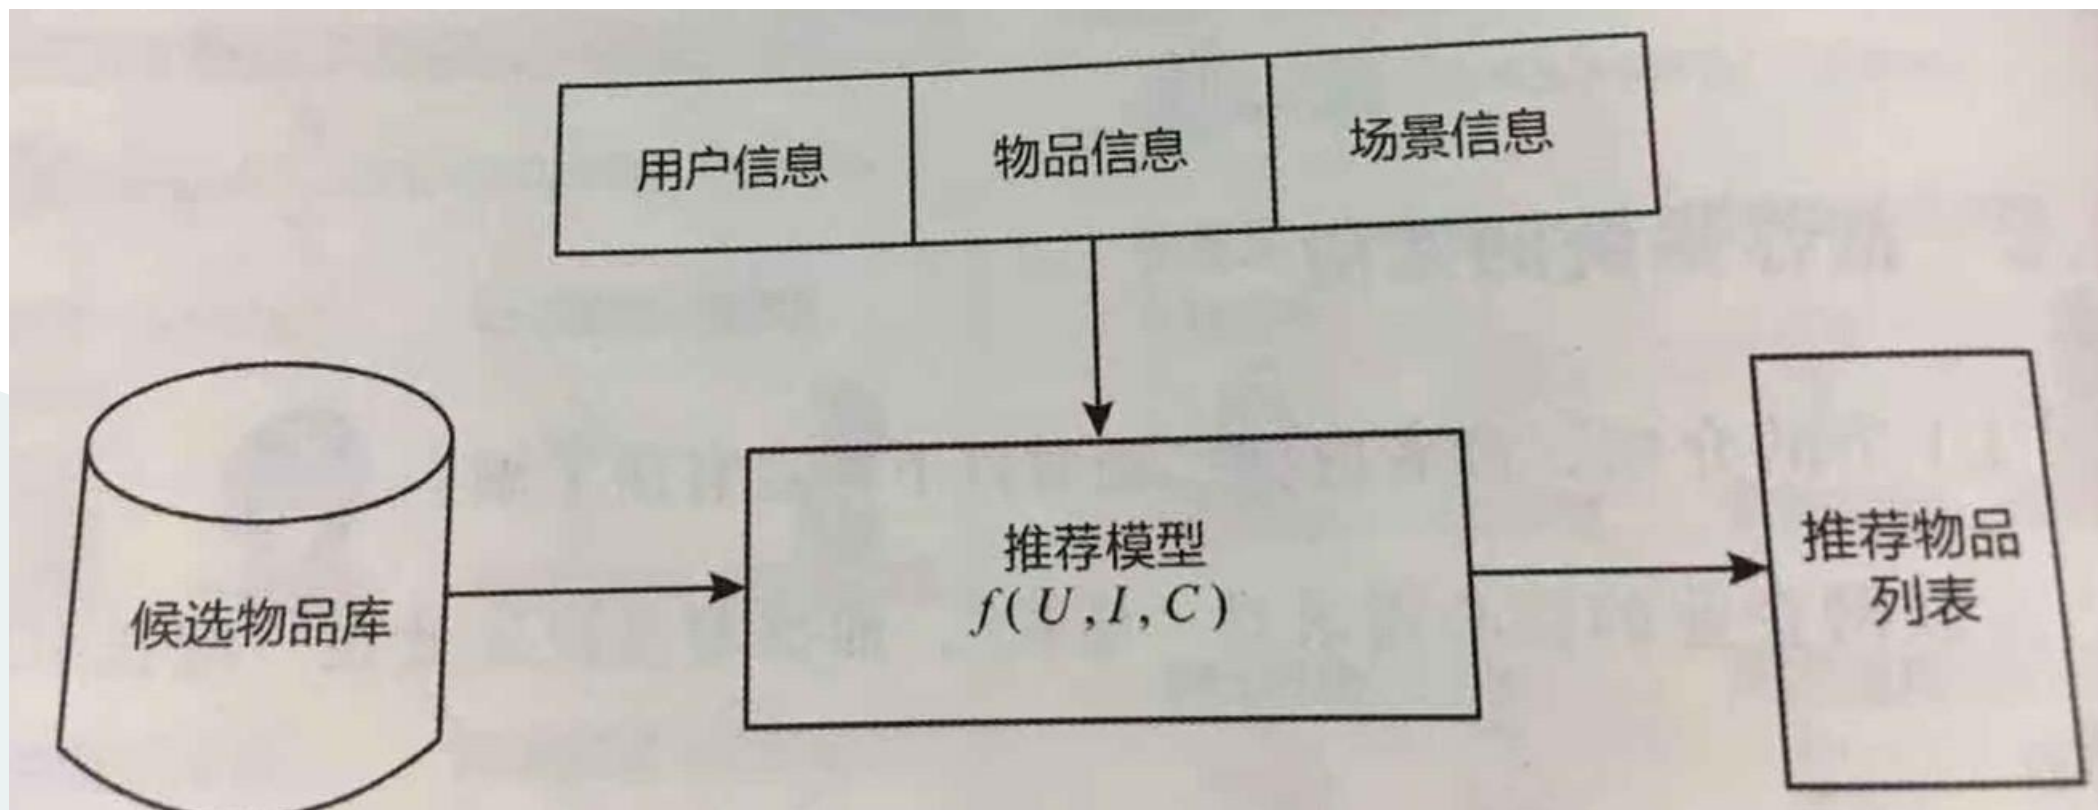 用户信息
物品信息
场景信息
候选物品库
推荐模型
f(U,I,C)
推荐物品
列表